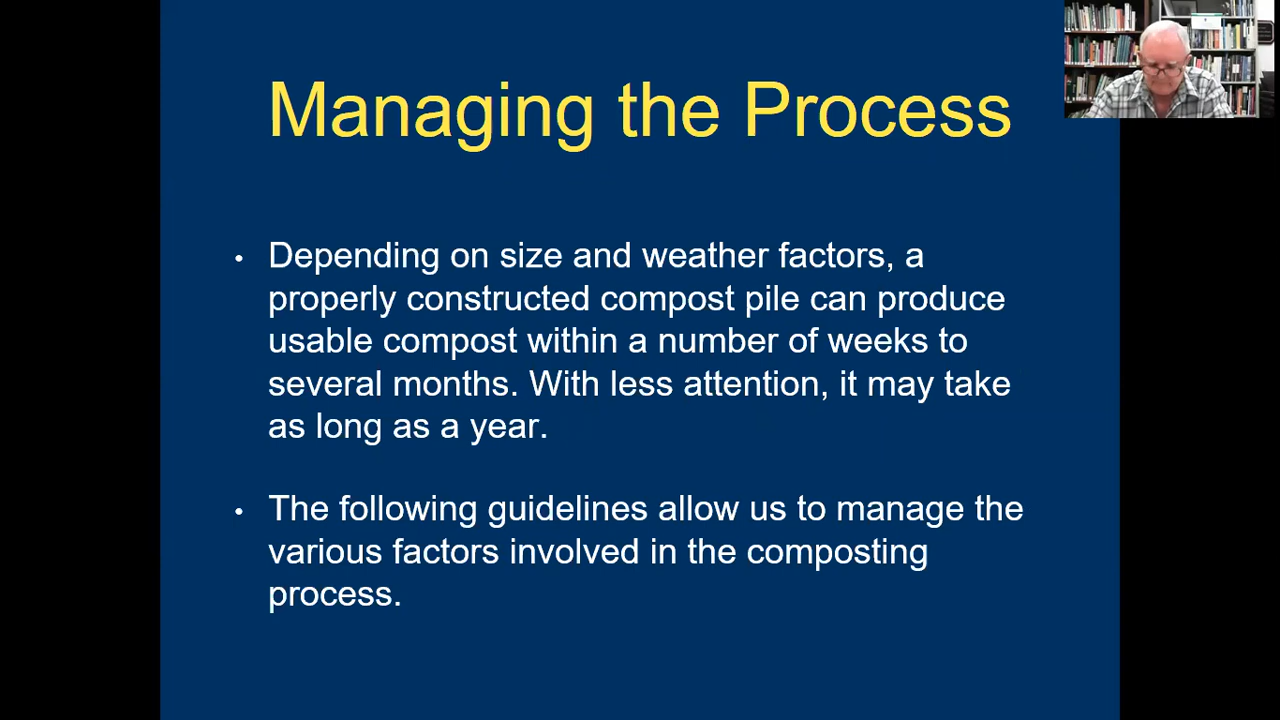 Managing the Process
• Depending on size and weather factors, a
properly constructed compost pile can produce
usable compost within a number of weeks to
several months. With less attention, it may take
as long as a year.
• The following guidelines allow us to manage the
various factors involved in the composting
process.